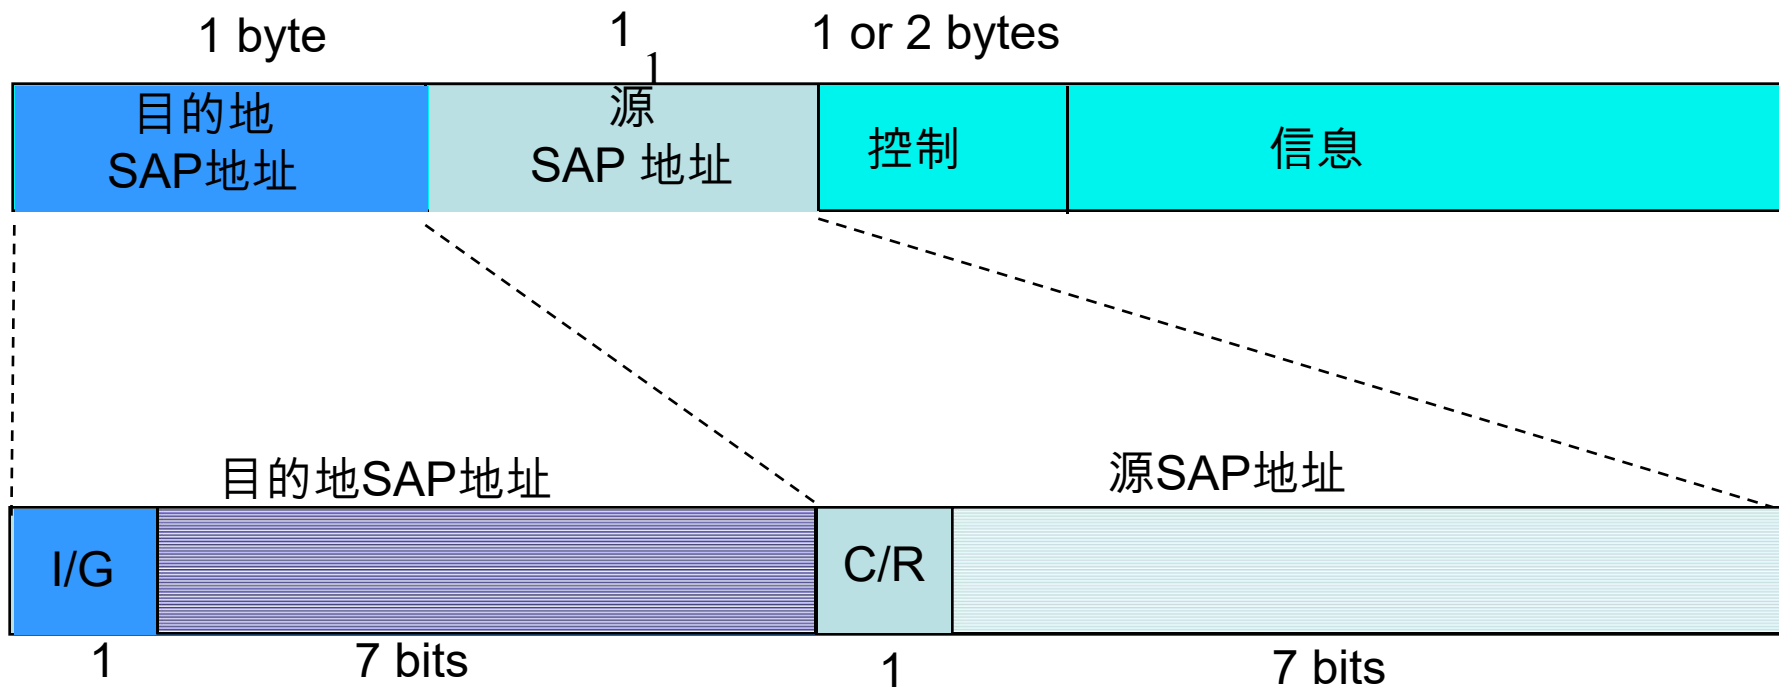 1 byte
1
1 or 2 bytes
1
目的地
SAP地址
源
SAP 地址
控制
信息
目的地SAP地址
源SAP地址
I/G
C/R
1
7 bits
1
7 bits